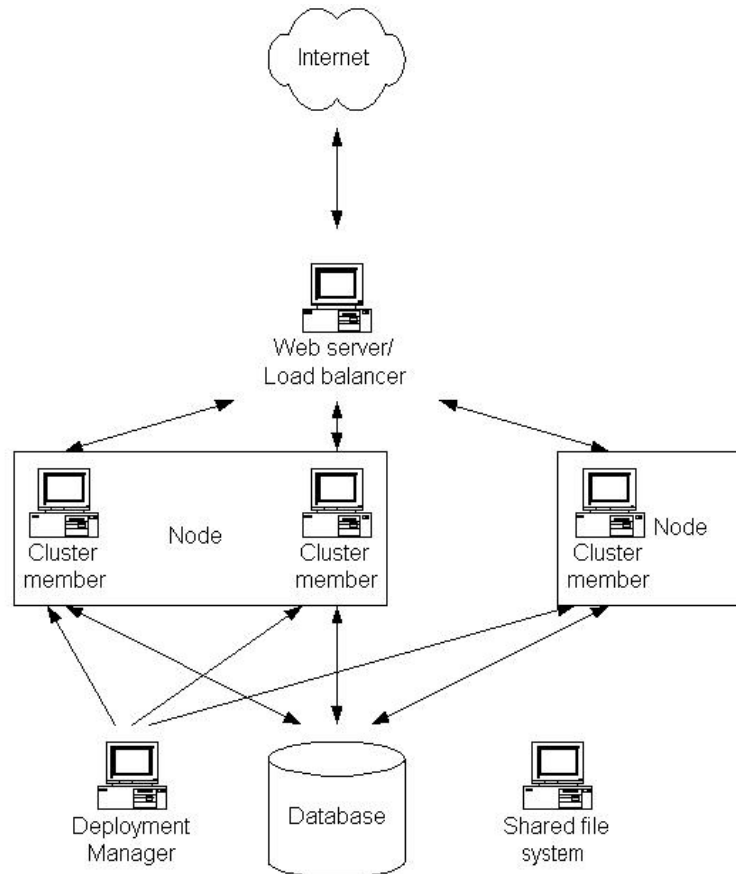 Internet
Web server/
Load balancer
Cluster
member
Node
Cluster
member
Cluster
member
Node
Deployment
Manager
Database
Shared file
system